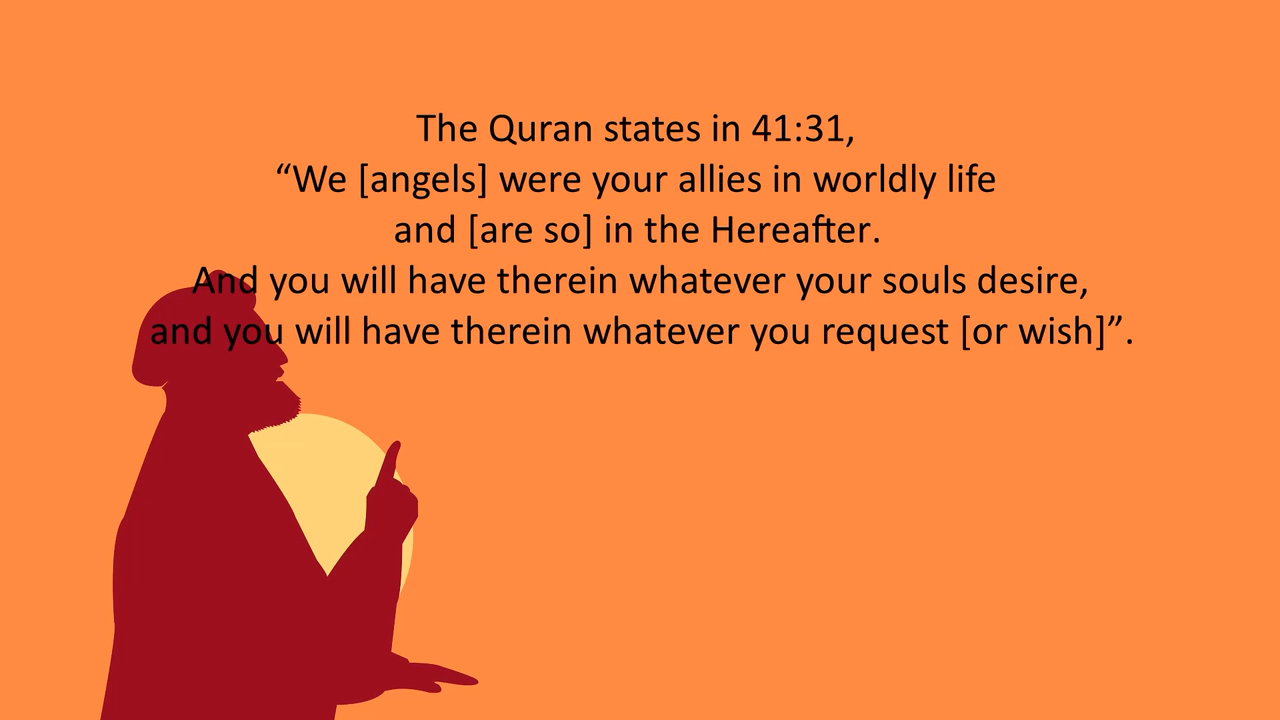 The Quran states in 41:31,
“We [angels] were your allies in worldly life
and [are so] in the Hereafter.
And you will have therein whatever your souls desire,
and you will have therein whatever you request [or wish]”.